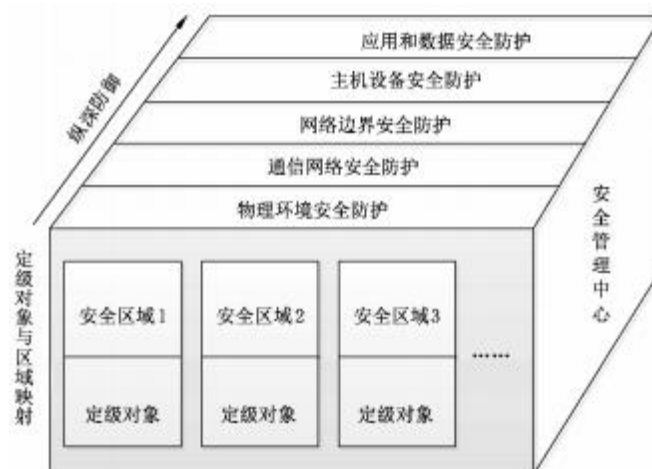 应用和数据安全防护
主机设备安全防护
网络边界安全防护
通信网络安全防护
物理环境安全防护
纵深防御
安全管理中心
定级对象与区域映射
安全区域1
安全区域2
安全区域3
……
定级对象
定级对象
定级对象